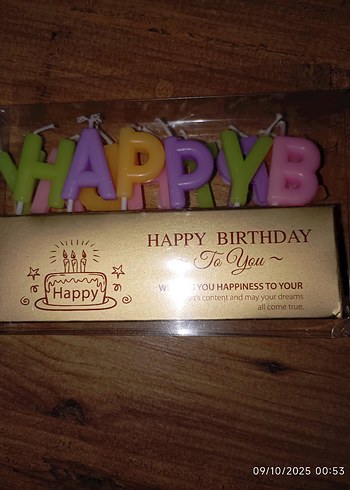 HAPPYB
HAPPY BIRTHDAY
~ To You ~
YOU HAPPINESS TO YOUR
content and may your dreams
all come true.
Happy
09/10/2025 00:53